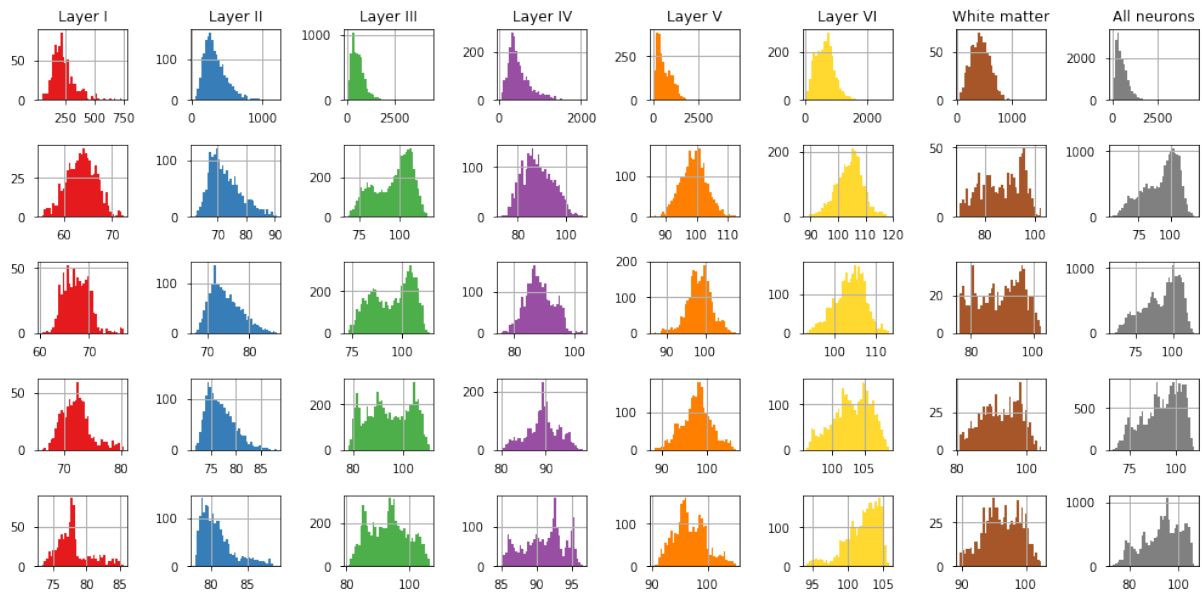 Layer I Layer II Layer III Layer IV Layer V Layer VI White matter All neurons
50 0 250 500 750
100 0 0 1000
1000 0 0 2500
200 0 0 2000
250 0 0 2500
200 0 0 2000
50 0 0 1000
2000 0 0 2500
25 0 60 70
100 0 70 80 90
200 0 75 100
100 0 80 100
100 0 90 100 110
200 0 90 100 110 120
50 25 0 80 100
1000 0 75 100
50 0 60 70
100 0 70 80
200 0 75 100
100 0 80 100
200 100 0 90 100
100 0 100 110
20 0 80 100
1000 0 75 100
50 25 0 70 80
100 0 75 80 85
200 0 80 100
200 0 80 90
100 0 90 100
100 0 100 105
25 0 80 100
500 0 75 100
50 0 75 80 85
100 0 80 85
200 0 80 100
100 0 85 90 95
100 0 90 100
100 0 95 100 105
25 0 90 100
1000 0 80 100